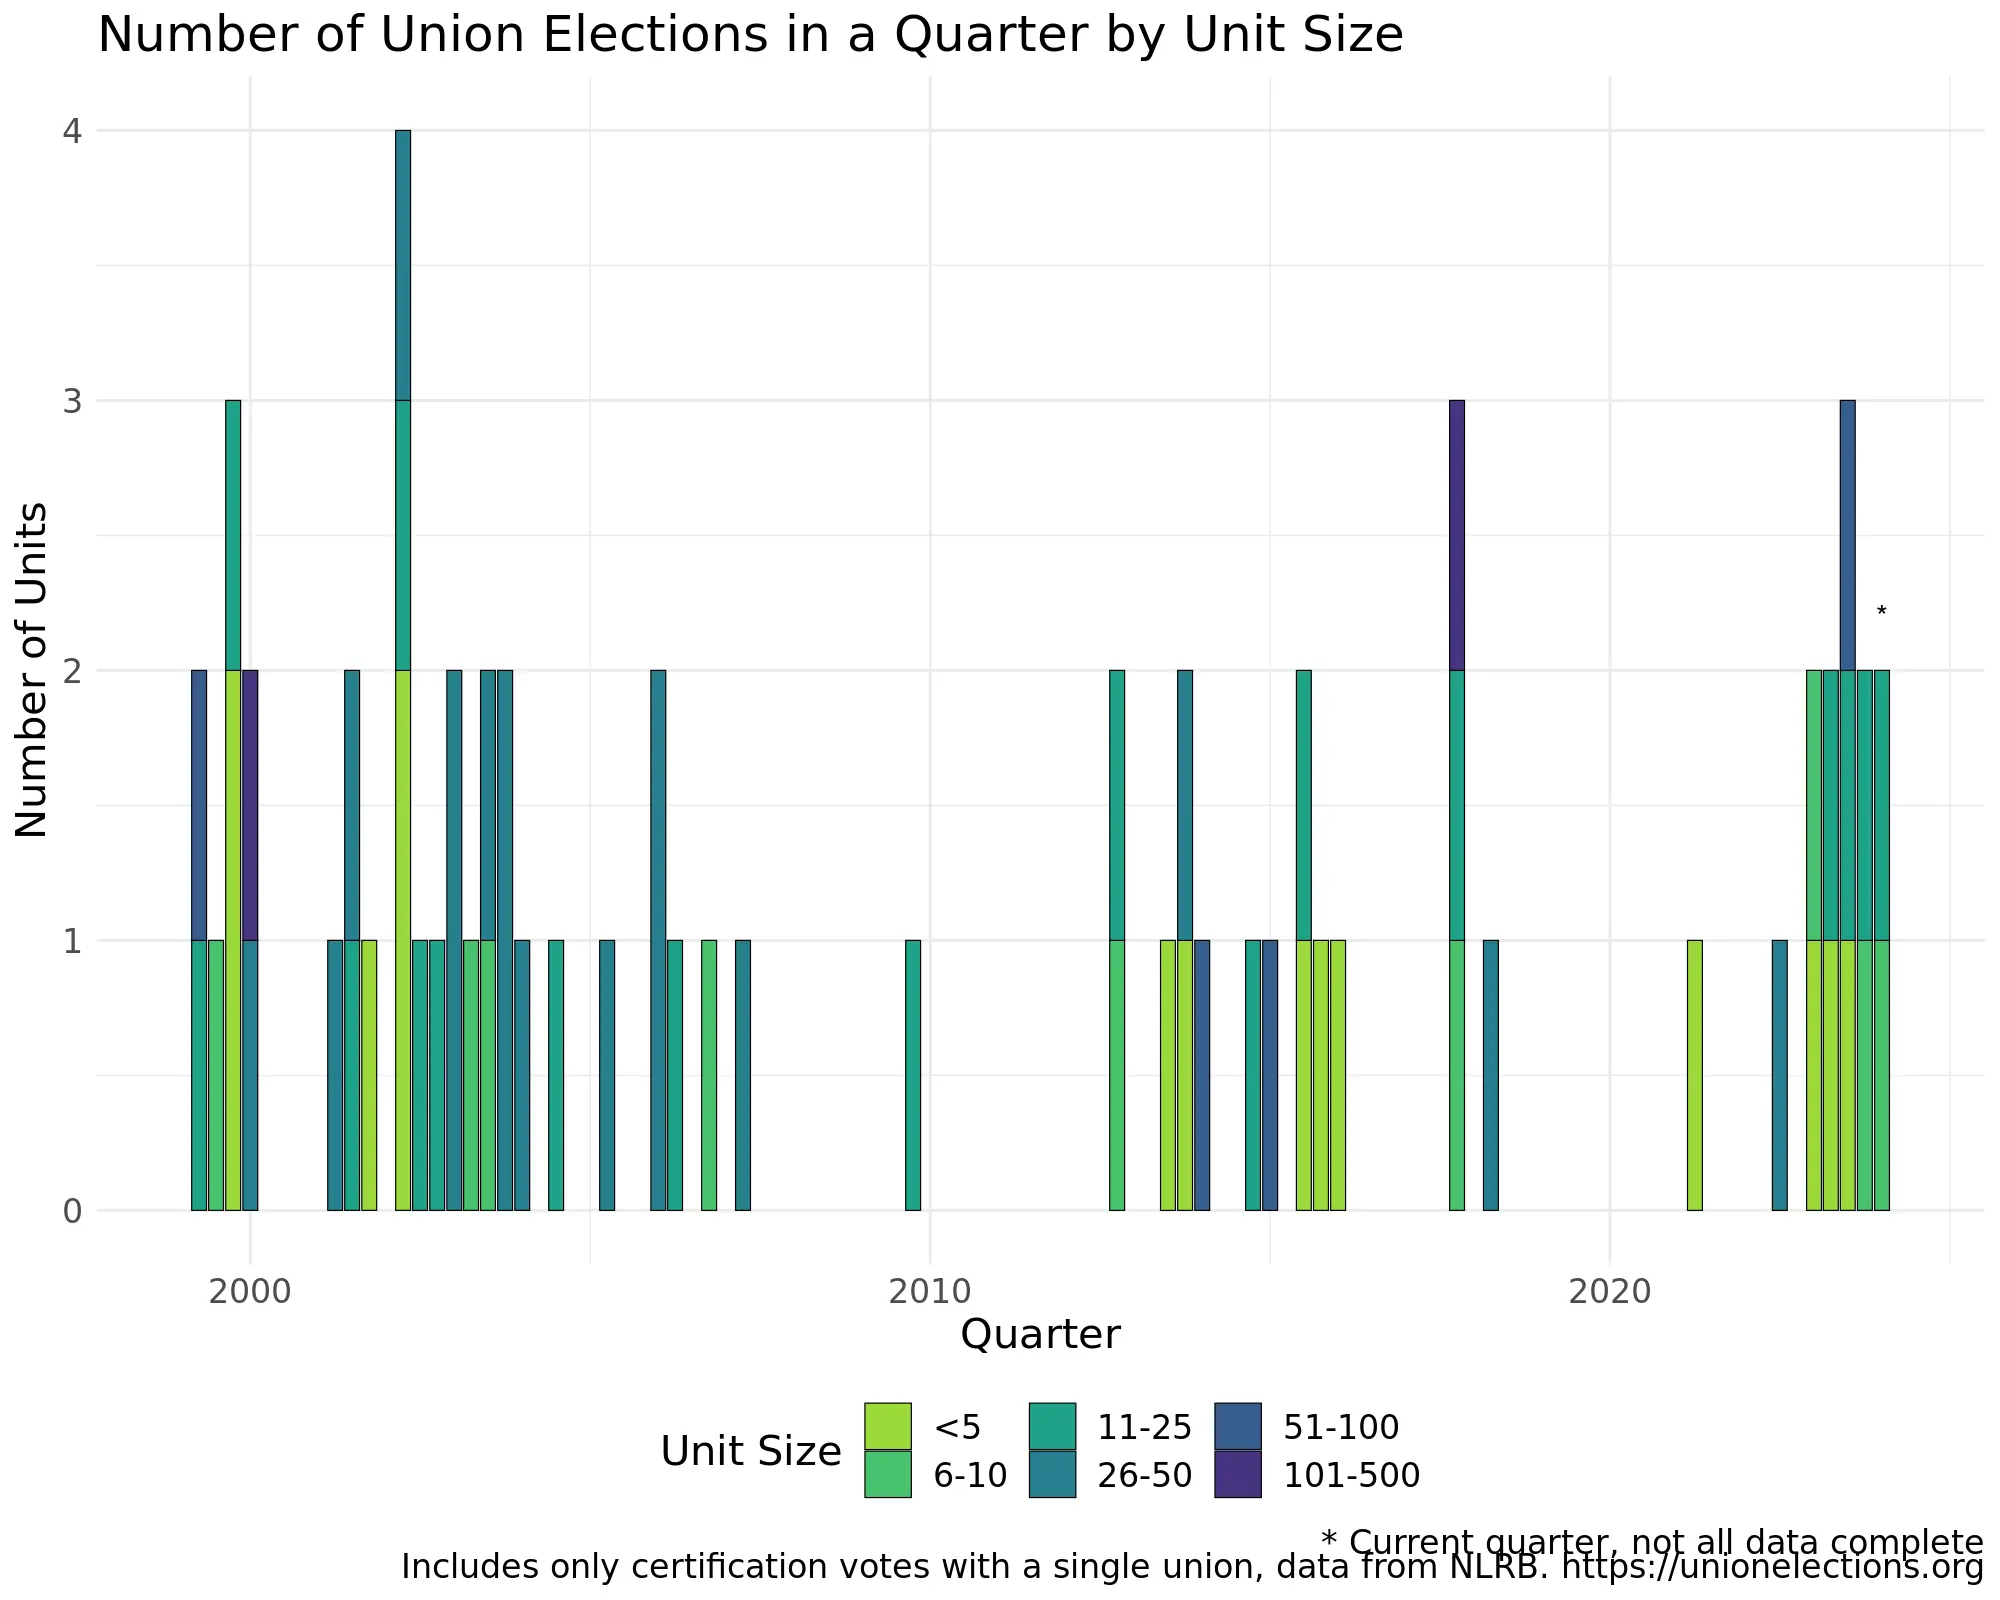 Number of Union Elections in a Quarter by Unit Size
Number of Units
4
3
2
1
0
*
2000 2010 2020
Quarter
Unit Size
<5 11-25 51-100
6-10 26-50 101-500
* Current quarter, not all data complete
Includes only certification votes with a single union, data from NLRB. https://unionelections.org